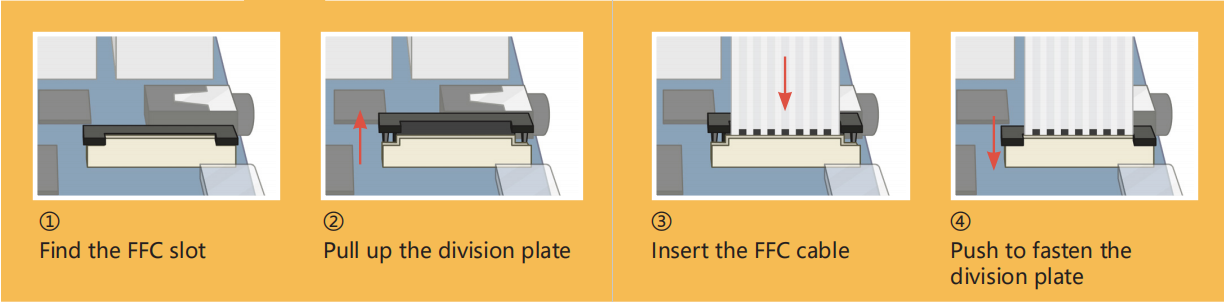 ①
Find the FFC slot
②
Pull up the division plate
③
Insert the FFC cable
④
Push to fasten the
division plate